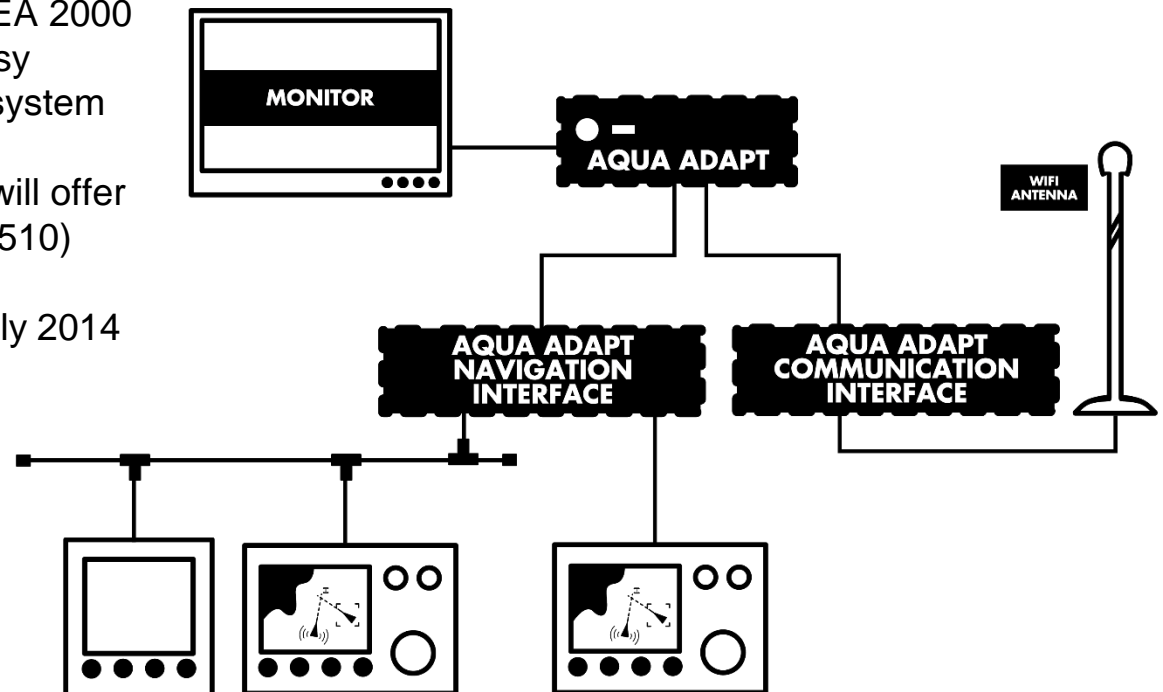 EA 2000
sy
system
will offer
510)
ly 2014
MONITOR
AQUA ADAPT
WIFI
ANTENNA
AQUA ADAPT
NAVIGATION
INTERFACE
AQUA ADAPT
COMMUNICATION
INTERFACE